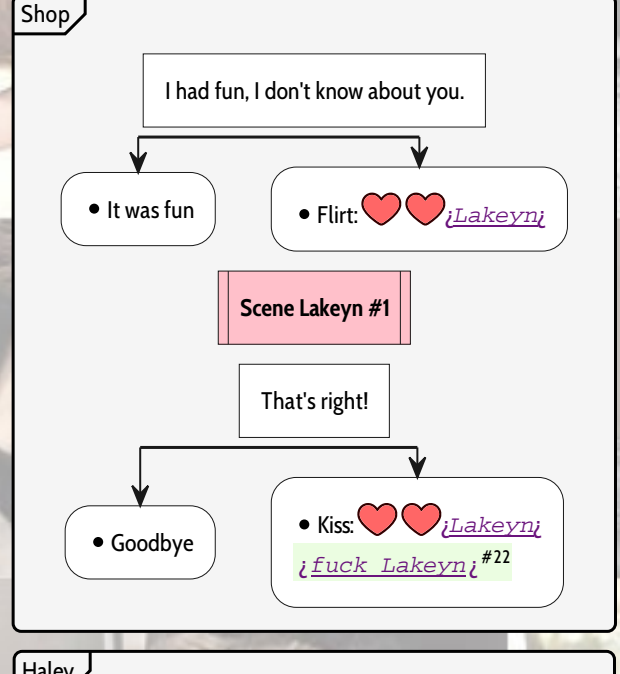 Shop
I had fun, I don't know about you.
• It was fun
• Flirt: ¿Lakeyn¿
Scene Lakeyn #1
That's right!
• Goodbye
• Kiss: ¿Lakeyn¿
¿fuck Lakeyn¿#22
Haley